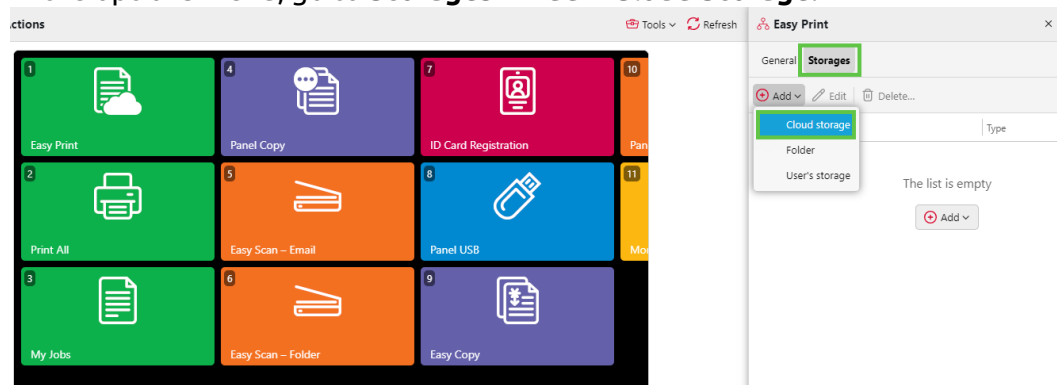 ctions
Tools
Refresh
Easy Print
×
General
Storages
Add
Edit
Delete...
Cloud storage
Folder
User's storage
Type
The list is empty
Add
1
Easy Print
4
Panel Copy
7
ID Card Registration
10
Pan
2
Print All
5
Easy Scan – Email
8
Panel USB
11
Mo
3
My Jobs
6
Easy Scan – Folder
9
Easy Copy